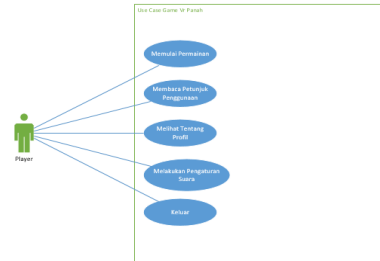 Use Case Game Vr Panah
Memulai Permainan
Membaca Petunjuk
Penggunaan
Melihat Tentang
Profil
Player
Melakukan Pengaturan
Suara
Keluar